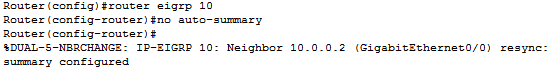 Router(config)#router eigrp 10
Router(config-router)#no auto-summary
Router(config-router)#
%DUAL-5-NBRCHANGE: IP-EIGRP 10: Neighbor 10.0.0.2 (GigabitEthernet0/0) resync:
summary configured